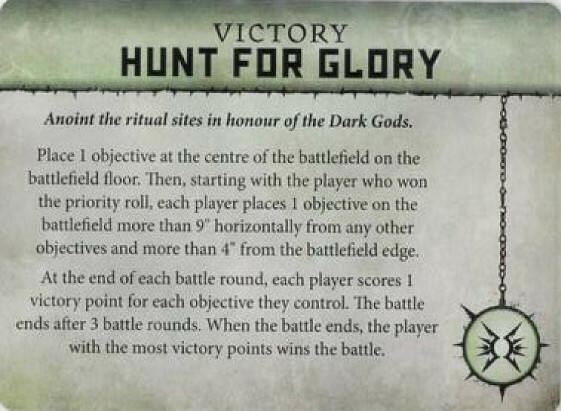 VICTORY
HUNT FOR GLORY
Anoint the ritual sites in honour of the Dark Gods.
Place 1 objective at the centre of the battlefield on the
battlefield floor. Then, starting with the player who won
the priority roll, each player places 1 objective on the
battlefield more than 9" horizontally from any other
objectives and more than 4" from the battlefield edge.
At the end of each battle round, each player scores 1
victory point for each objective they control. The battle
ends after 3 battle rounds. When the battle ends, the player
with the most victory points wins the battle.